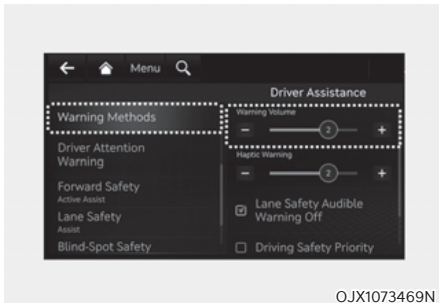 Menu
Driver Assistance
Warning Methods
Driver Attention
Warning
Forward Safety
Active Assist
Lane Safety
Assist
Blind-Spot Safety
Warning Volume
– 2 +
Haptic Warning
– 2 +
Lane Safety Audible
Warning Off
Driving Safety Priority
OJX1073469N